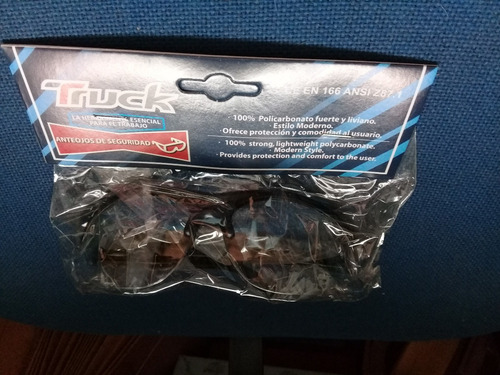 Truck
LA HERRAMIENTA ESENCIAL
PARA EL TRABAJO
ANTEOJOS DE SEGURIDAD
CE EN 166 ANSI Z87.1
· 100% Policarbonato fuerte y liviano.
Estilo Moderno.
·Ofrece protección y comodidad al usuario.
· 100% strong, lightweight polycarbonate,
Modern Style.
· Provides protection and comfort to the user.